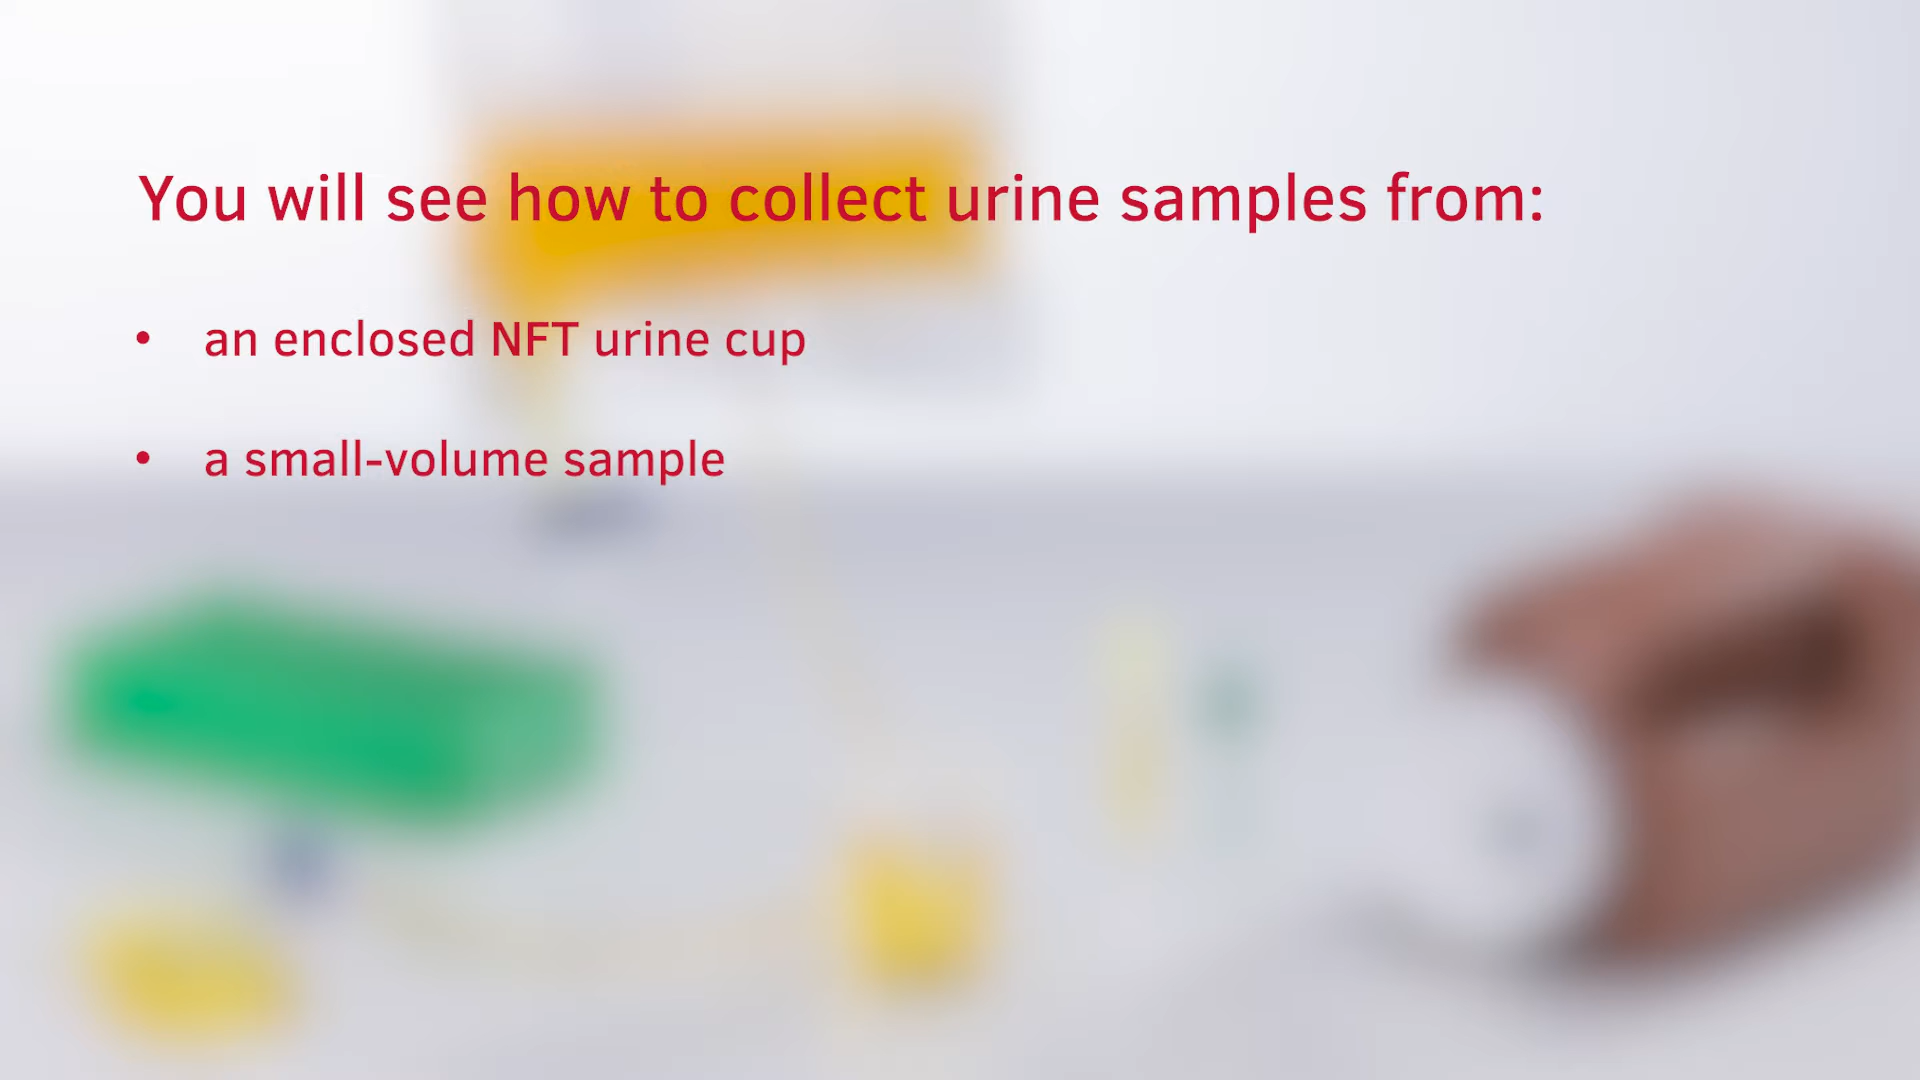 You will see how to collect urine samples from:
• an enclosed NFT urine cup
• a small-volume sample